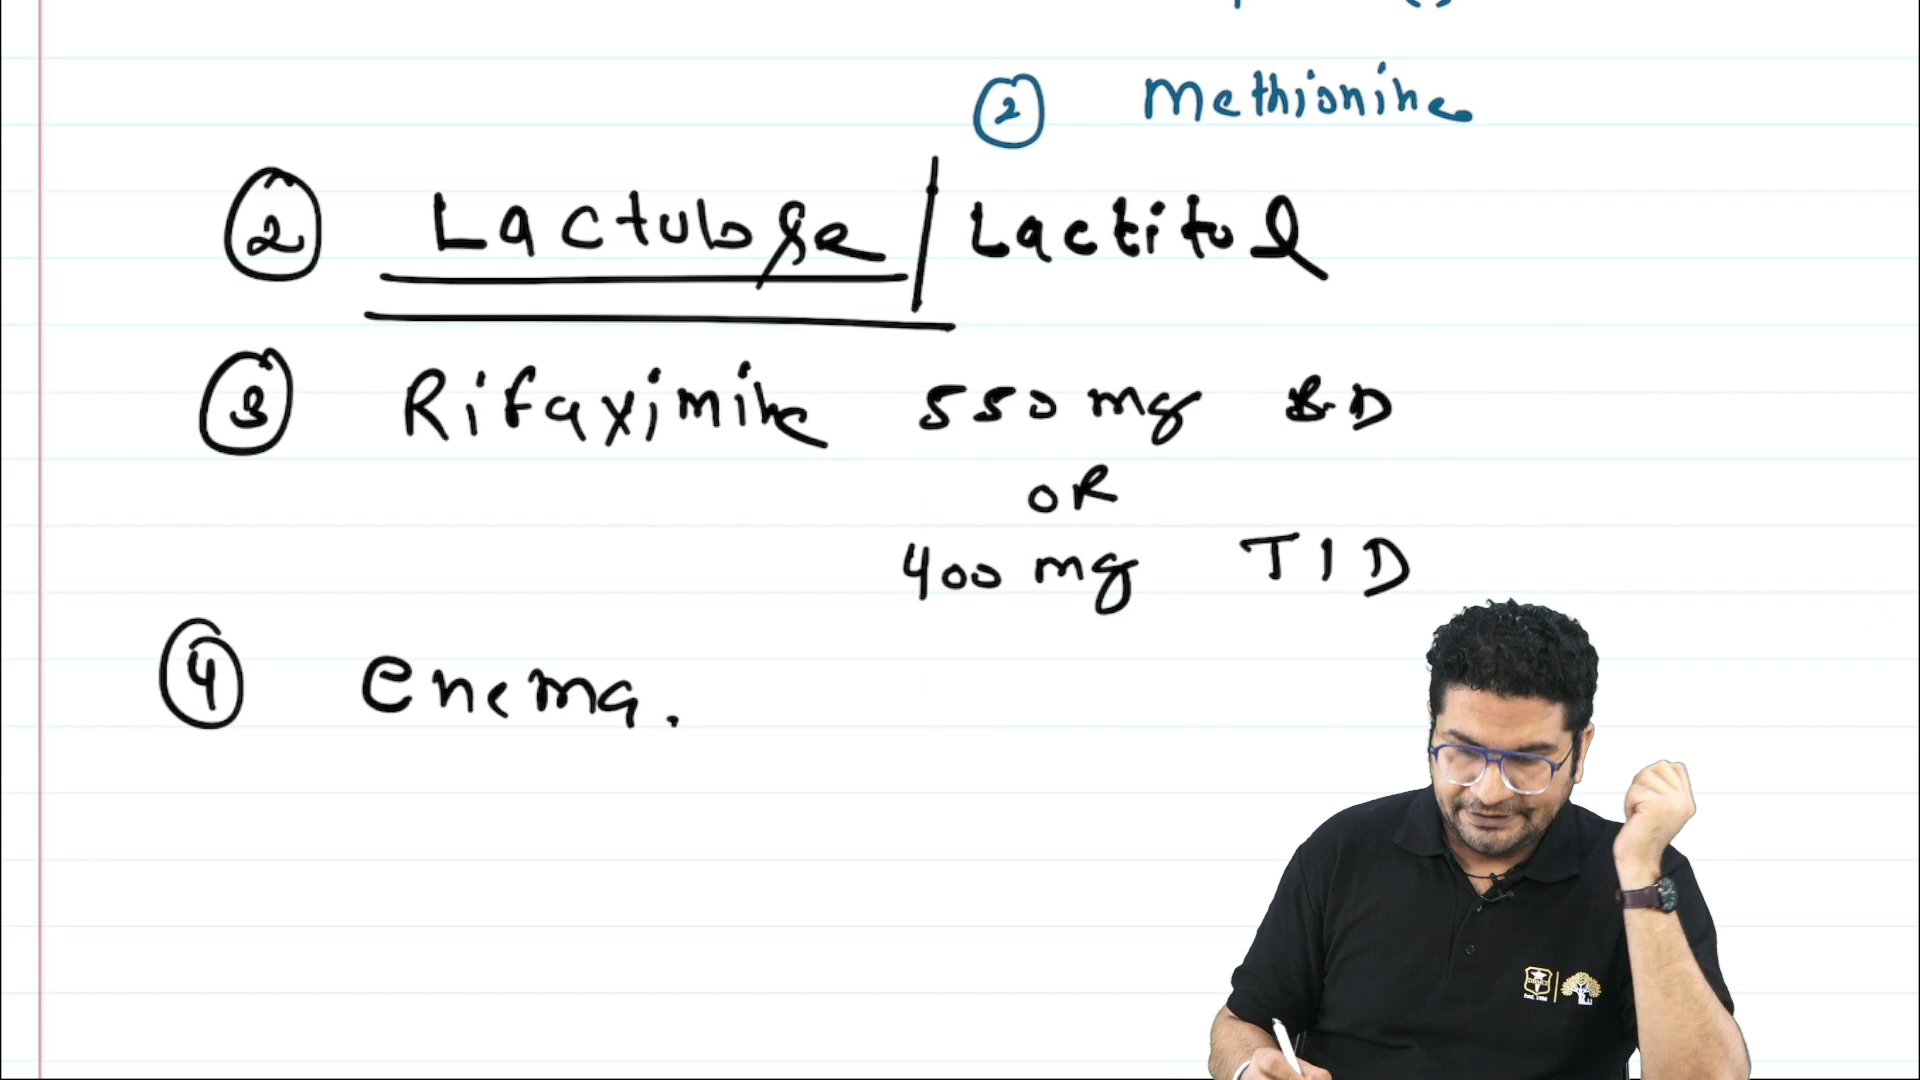 ② Methionine
② Lactulose / Lactitol
③ Rifaximine 550 mg BD
OR
400 mg TID
④ enema.